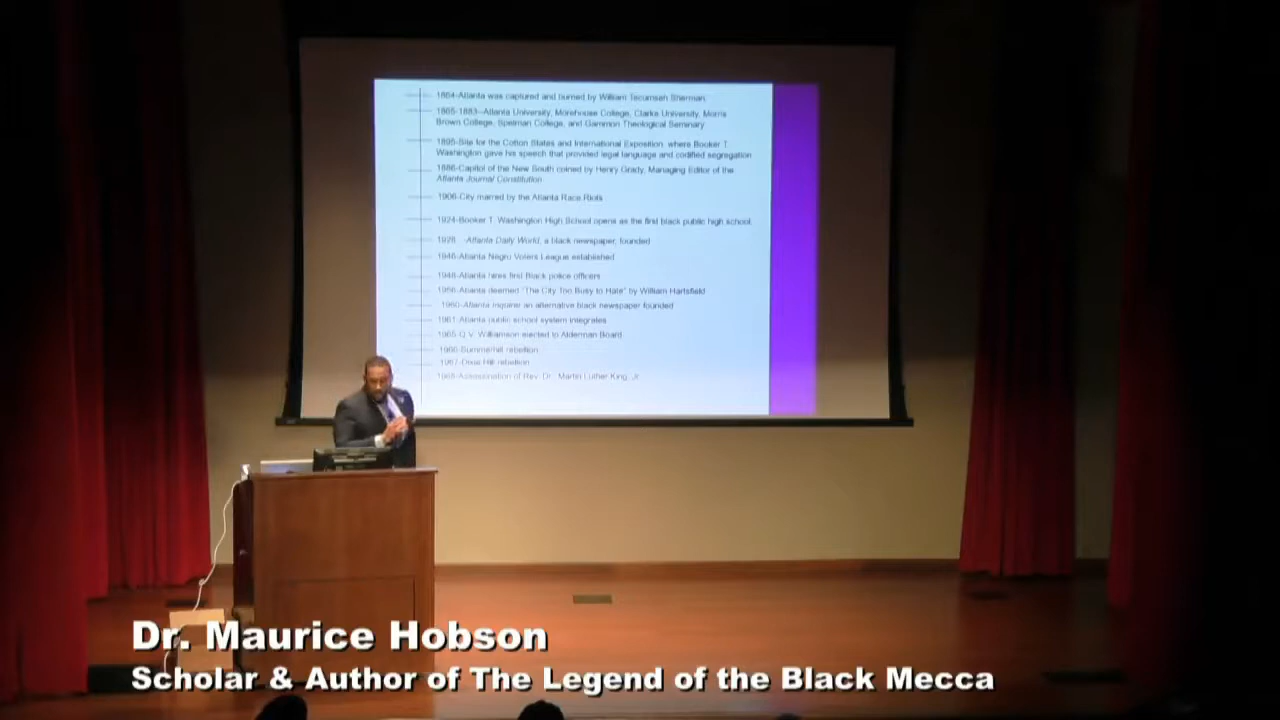 1864-Atlanta was captured and burned by William Tecumseh Sherman.
1865-1883--Atlanta University, Morehouse College, Clarke University, Morris
Brown College, Spelman College, and Gammon Theological Seminary
1895-Site for the Cotton States and International Exposition where Booker T.
Washington gave his speech that provided legal language and codified segregation
1886-Capitol of the New South coined by Henry Grady, Managing Editor of the
Atlanta Journal Constitution
1906-City marred by the Atlanta Race Riots
1924-Booker T. Washington High School opens as the first black public high school.
1928 -Atlanta Daily World, a black newspaper, founded
1946-Atlanta Negro Voters League established
1948-Atlanta hires first Black police officers
-Atlanta deemed "The City Too Busy to Hate" by William Hartsfield
1960-Atlanta Inquirer an alternative black newspaper founded
1961-Atlanta public school system integrates
1965-Q.V. Williamson elected to Alderman Board
1966-Summerhill rebellion
1967-Dixie Hill rebellion
1968-Assassination of Rev. Dr. Martin Luther King, Jr.
Dr. Maurice Hobson
Scholar & Author of The Legend of the Black Mecca